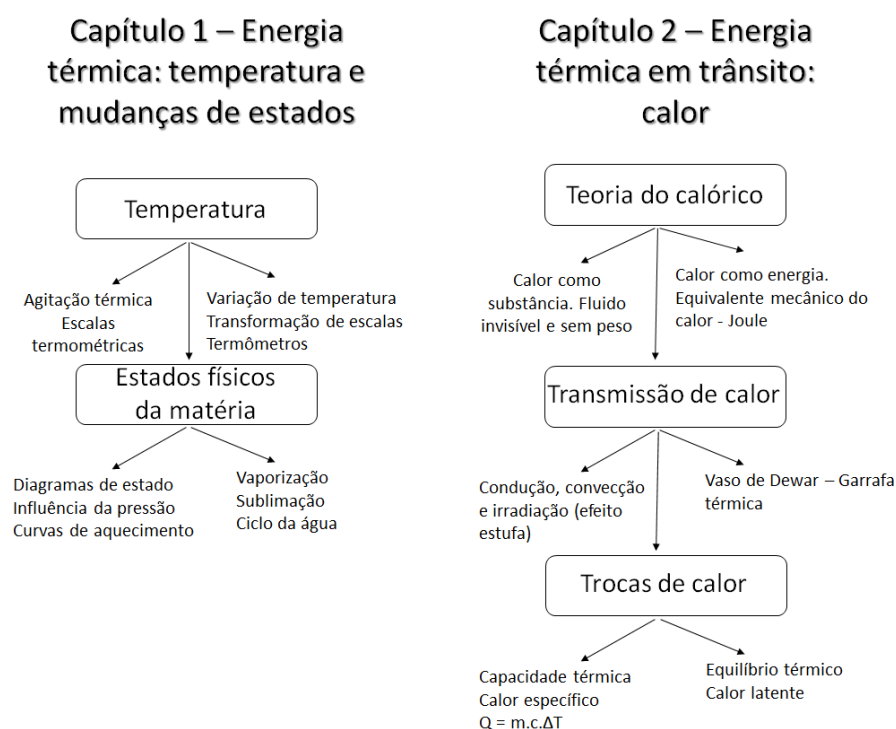 Capítulo 1 – Energia
térmica: temperatura e
mudanças de estados
Temperatura
Agitação térmica
Escalas
termométricas
Variação de temperatura
Transformação de escalas
Termômetros
Estados físicos
da matéria
Diagramas de estado
Influência da pressão
Curvas de aquecimento
Vaporização
Sublimação
Ciclo da água
Capítulo 2 – Energia
térmica em trânsito:
calor
Teoria do calórico
Calor como
substância. Fluido
invisível e sem peso
Calor como energia.
Equivalente mecânico do
calor - Joule
Transmissão de calor
Condução, convecção
e irradiação (efeito
estufa)
Vaso de Dewar – Garrafa
térmica
Trocas de calor
Capacidade térmica
Calor específico
Q = m.c.ΔT
Equilíbrio térmico
Calor latente